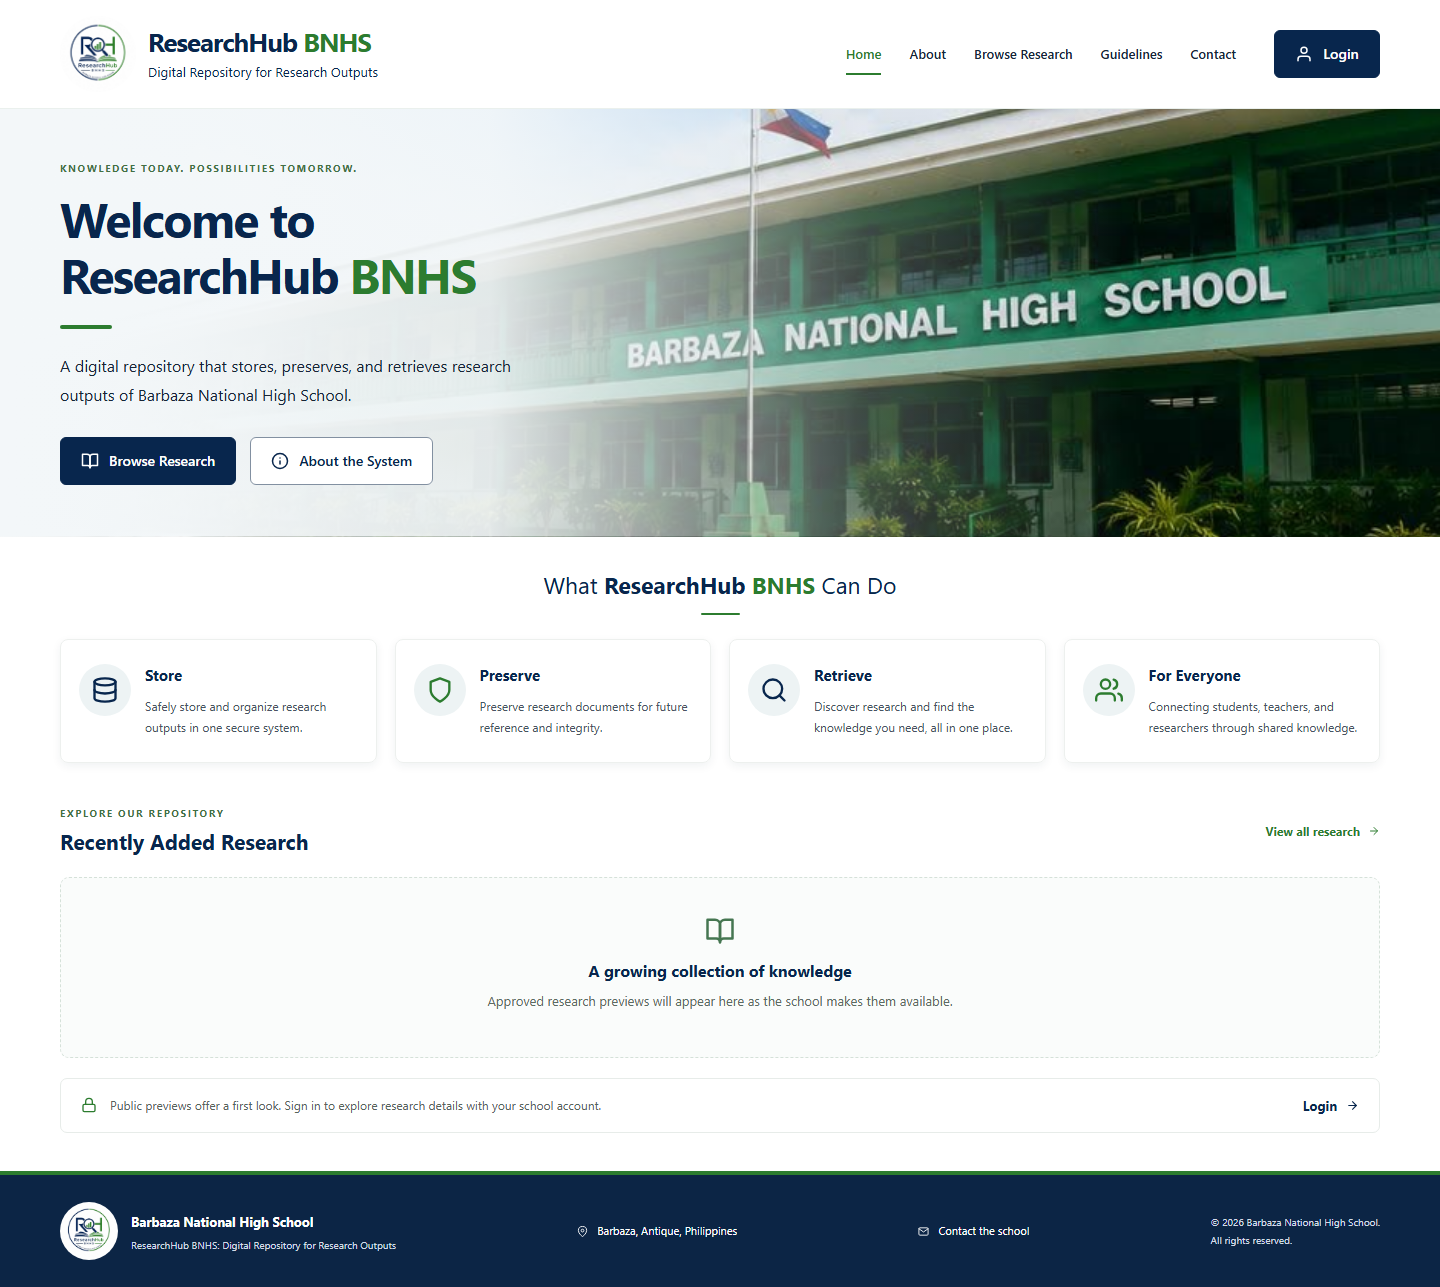 ResearchHub BNHS
Digital Repository for Research Outputs
Home
About
Browse Research
Guidelines
Contact
Login
KNOWLEDGE TODAY. POSSIBILITIES TOMORROW.
Welcome to
ResearchHub BNHS
A digital repository that stores, preserves, and retrieves research
outputs of Barbaza National High School.
Browse Research
About the System
BARBAZA NATIONAL HIGH SCHOOL
What ResearchHub BNHS Can Do
Store
Safely store and organize research
outputs in one secure system.
Preserve
Preserve research documents for future
reference and integrity.
Retrieve
Discover research and find the
knowledge you need, all in one place.
For Everyone
Connecting students, teachers, and
researchers through shared knowledge.
EXPLORE OUR REPOSITORY
Recently Added Research
View all research
A growing collection of knowledge
Approved research previews will appear here as the school makes them available.
Public previews offer a first look. Sign in to explore research details with your school account.
Login
Barbaza National High School
ResearchHub BNHS: Digital Repository for Research Outputs
Barbaza, Antique, Philippines
Contact the school
© 2026 Barbaza National High School.
All rights reserved.